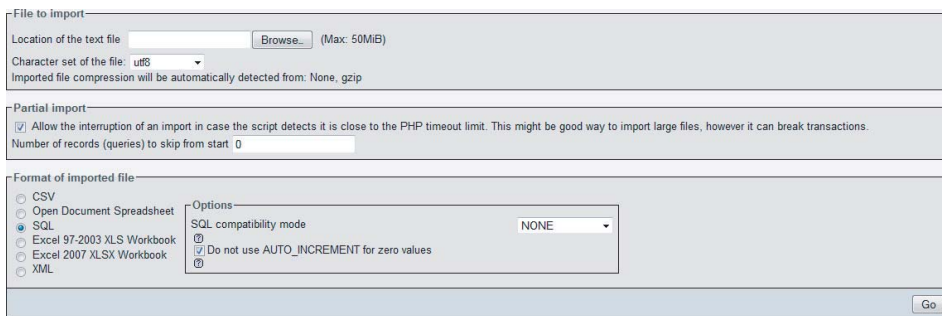 File to import
Location of the text file Browse... (Max: 50MiB)
Character set of the file: utf8
Imported file compression will be automatically detected from: None, gzip
Partial import
Allow the interruption of an import in case the script detects it is close to the PHP timeout limit. This might be good way to import large files, however it can break transactions.
Number of records (queries) to skip from start 0
Format of imported file
CSV
Open Document Spreadsheet
SQL
Excel 97-2003 XLS Workbook
Excel 2007 XLSX Workbook
XML
Options
SQL compatibility mode NONE
?
Do not use AUTO_INCREMENT for zero values
?
Go